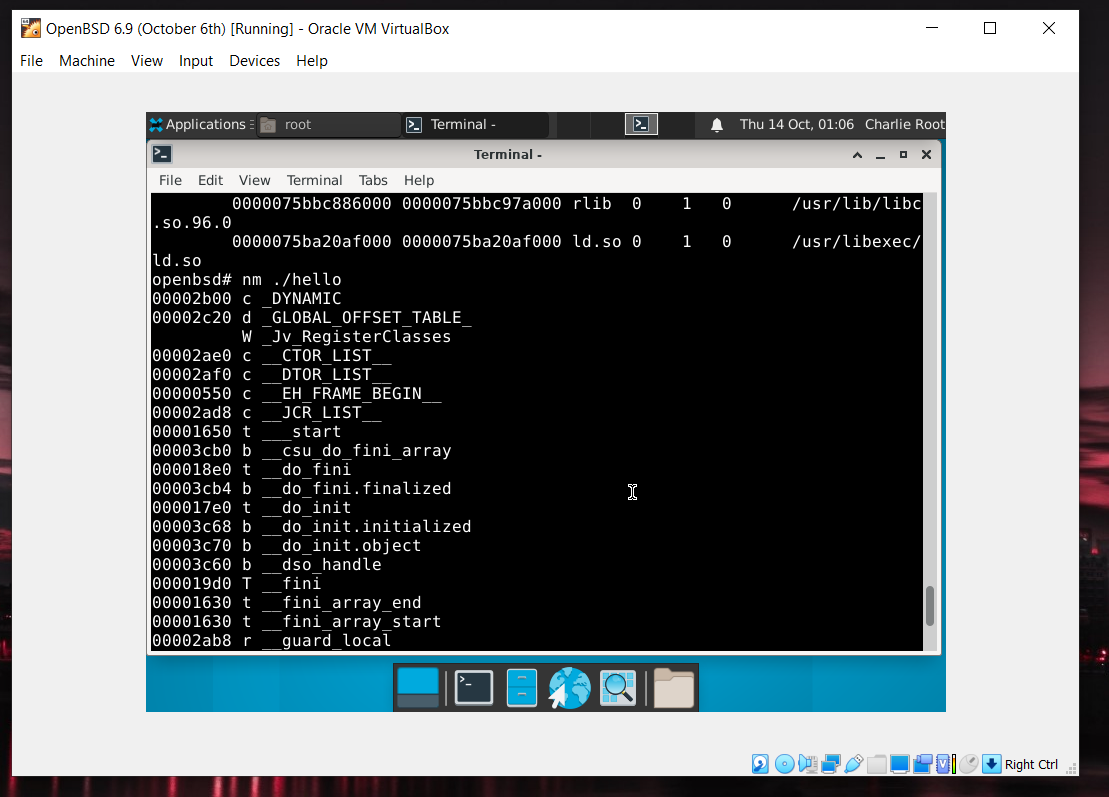 OpenBSD 6.9 (October 6th) [Running] - Oracle VM VirtualBox
File Machine View Input Devices Help
Applications root Terminal - Thu 14 Oct, 01:06 Charlie Root
Terminal -
File Edit View Terminal Tabs Help
0000075bbc886000 0000075bbc97a000 rlib 0 1 0 /usr/lib/libc
.so.96.0
0000075ba20af000 0000075ba20af000 ld.so 0 1 0 /usr/libexec/
ld.so
openbsd# nm ./hello
00002b00 c _DYNAMIC
00002c20 d _GLOBAL_OFFSET_TABLE_
W _Jv_RegisterClasses
00002ae0 c __CTOR_LIST__
00002af0 c __DTOR_LIST__
00000550 c __EH_FRAME_BEGIN__
00002ad8 c __JCR_LIST__
00001650 t ___start
00003cb0 b __csu_do_fini_array
000018e0 t __do_fini
00003cb4 b __do_fini.finalized
000017e0 t __do_init
00003c68 b __do_init.initialized
00003c70 b __do_init.object
00003c60 b __dso_handle
000019d0 T __fini
00001630 t __fini_array_end
00001630 t __fini_array_start
00002ab8 r __guard_local
Right Ctrl